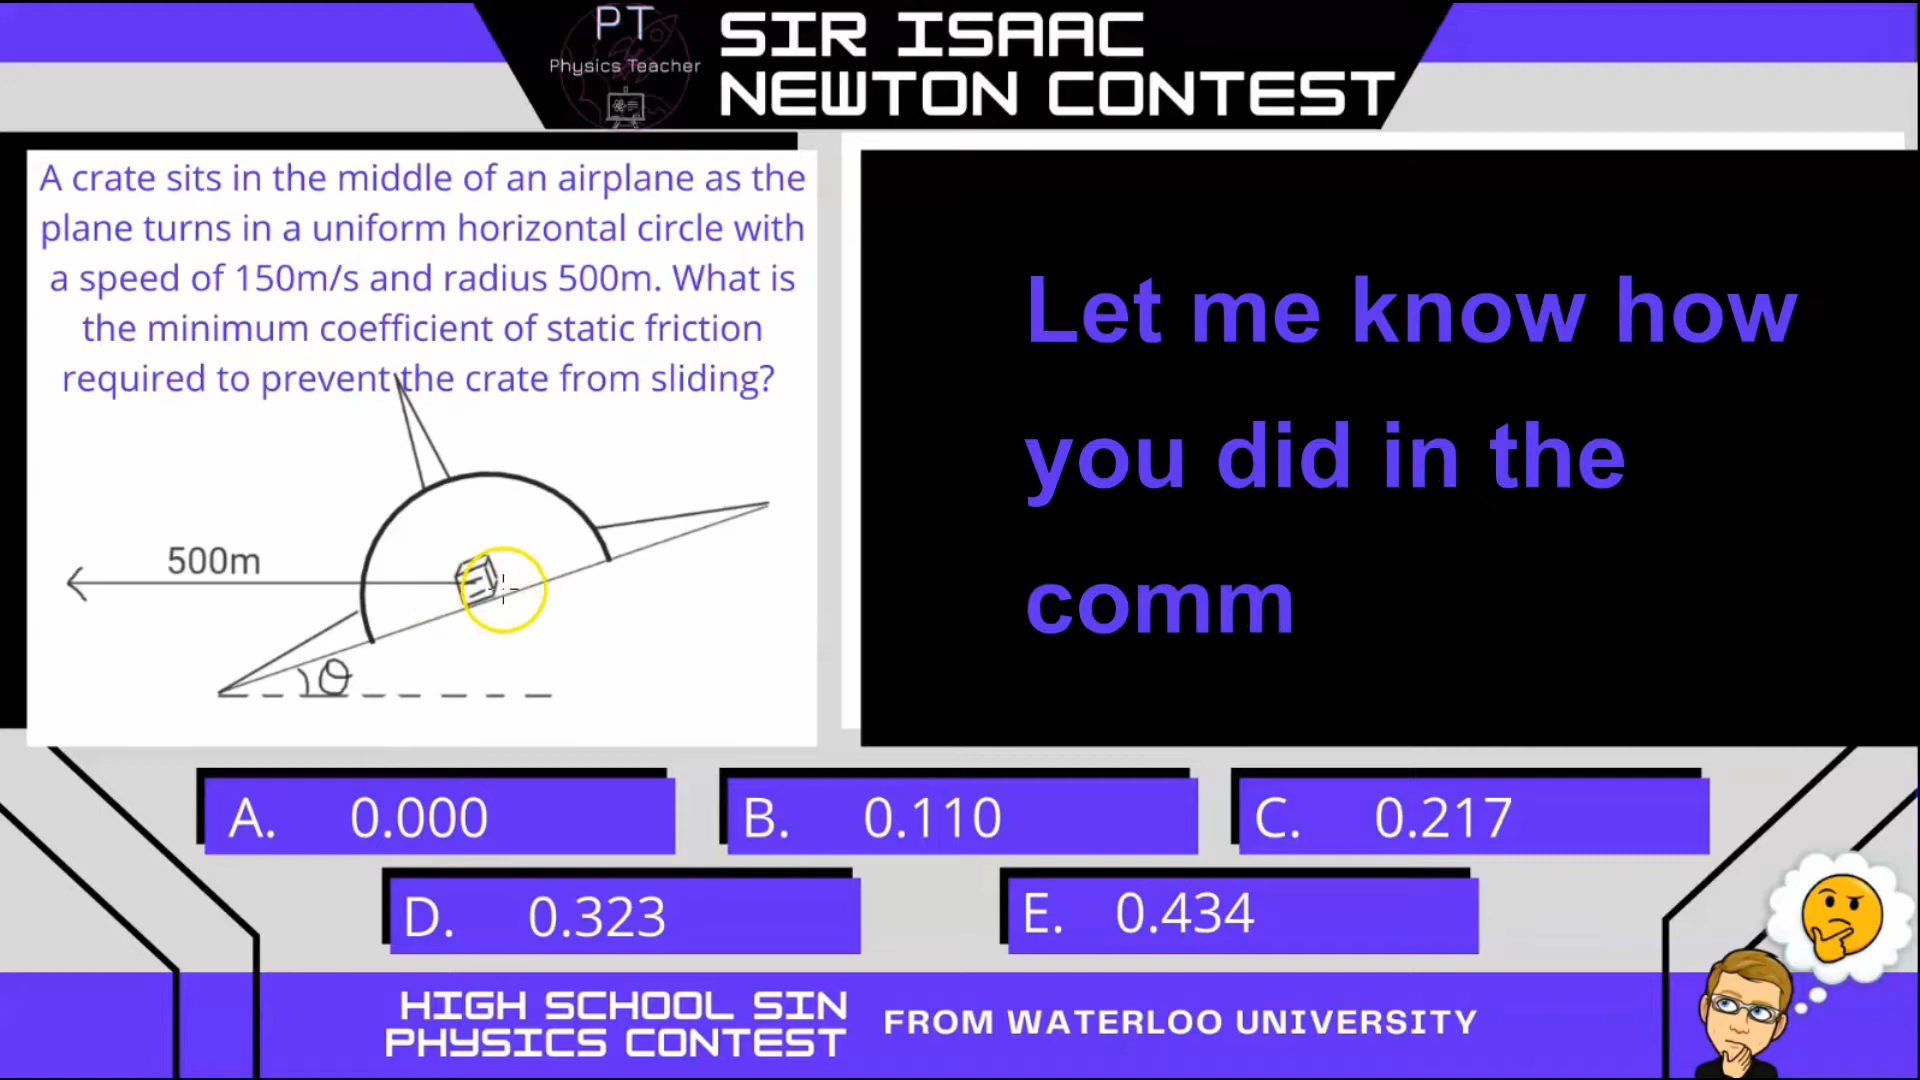 PT
Physics Teacher
SIR ISAAC
NEWTON CONTEST
A crate sits in the middle of an airplane as the
plane turns in a uniform horizontal circle with
a speed of 150m/s and radius 500m. What is
the minimum coefficient of static friction
required to prevent the crate from sliding?
500m
θ
Let me know how
you did in the
comm
A. 0.000
B. 0.110
C. 0.217
D. 0.323
E. 0.434
HIGH SCHOOL SIN
PHYSICS CONTEST
FROM WATERLOO UNIVERSITY